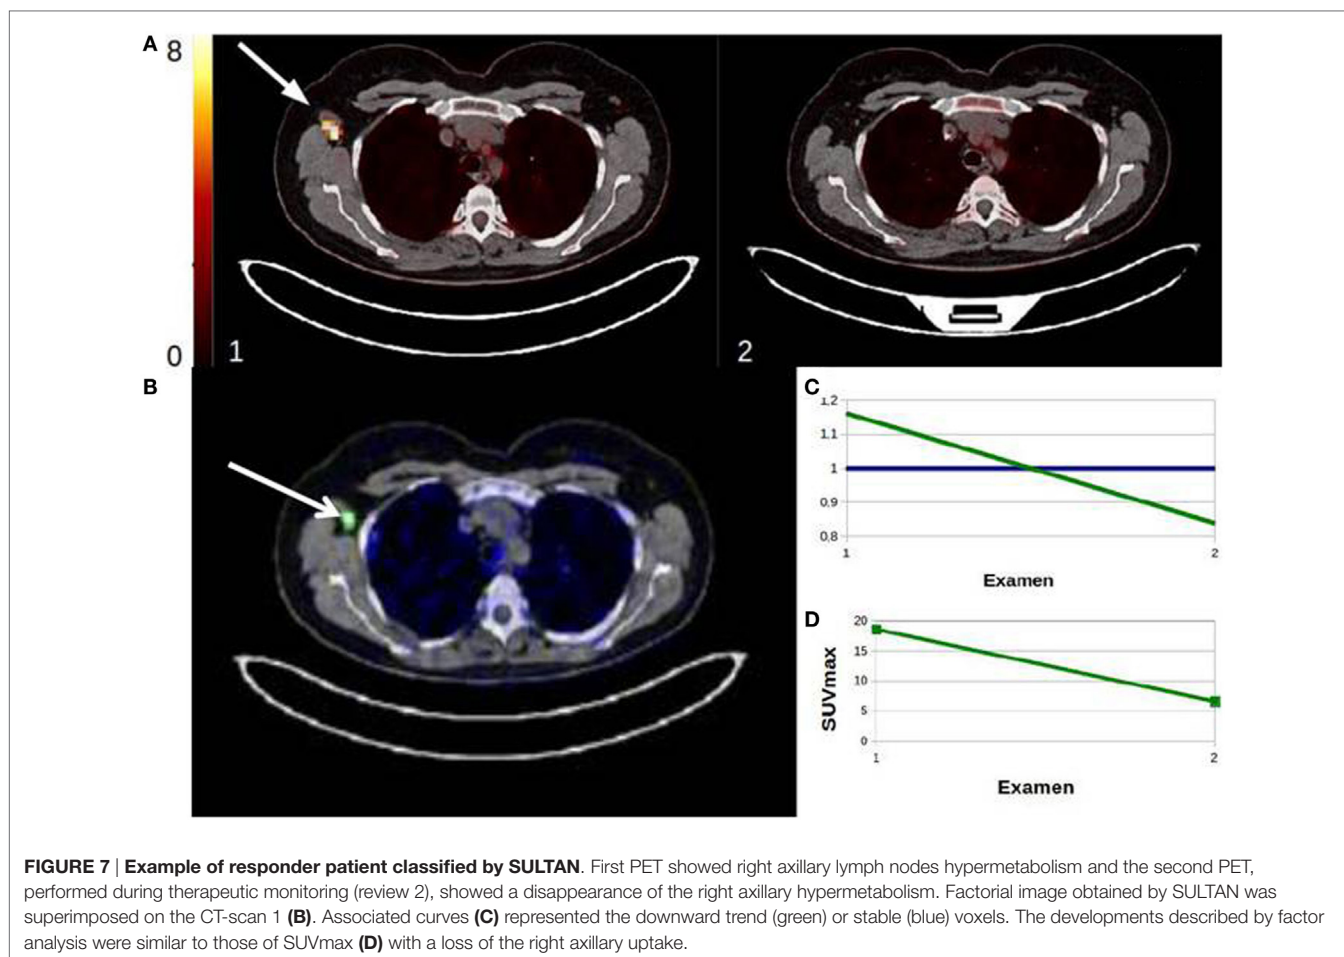 A
8
0
1
2
B
C
1,2
1,1
1
0,9
0,8
1
2
Examen
D
20
15
10
5
0
SUVmax
1
2
Examen
FIGURE 7 | Example of responder patient classified by SULTAN. First PET showed right axillary lymph nodes hypermetabolism and the second PET,
performed during therapeutic monitoring (review 2), showed a disappearance of the right axillary hypermetabolism. Factorial image obtained by SULTAN was
superimposed on the CT-scan 1 (B). Associated curves (C) represented the downward trend (green) or stable (blue) voxels. The developments described by factor
analysis were similar to those of SUVmax (D) with a loss of the right axillary uptake.